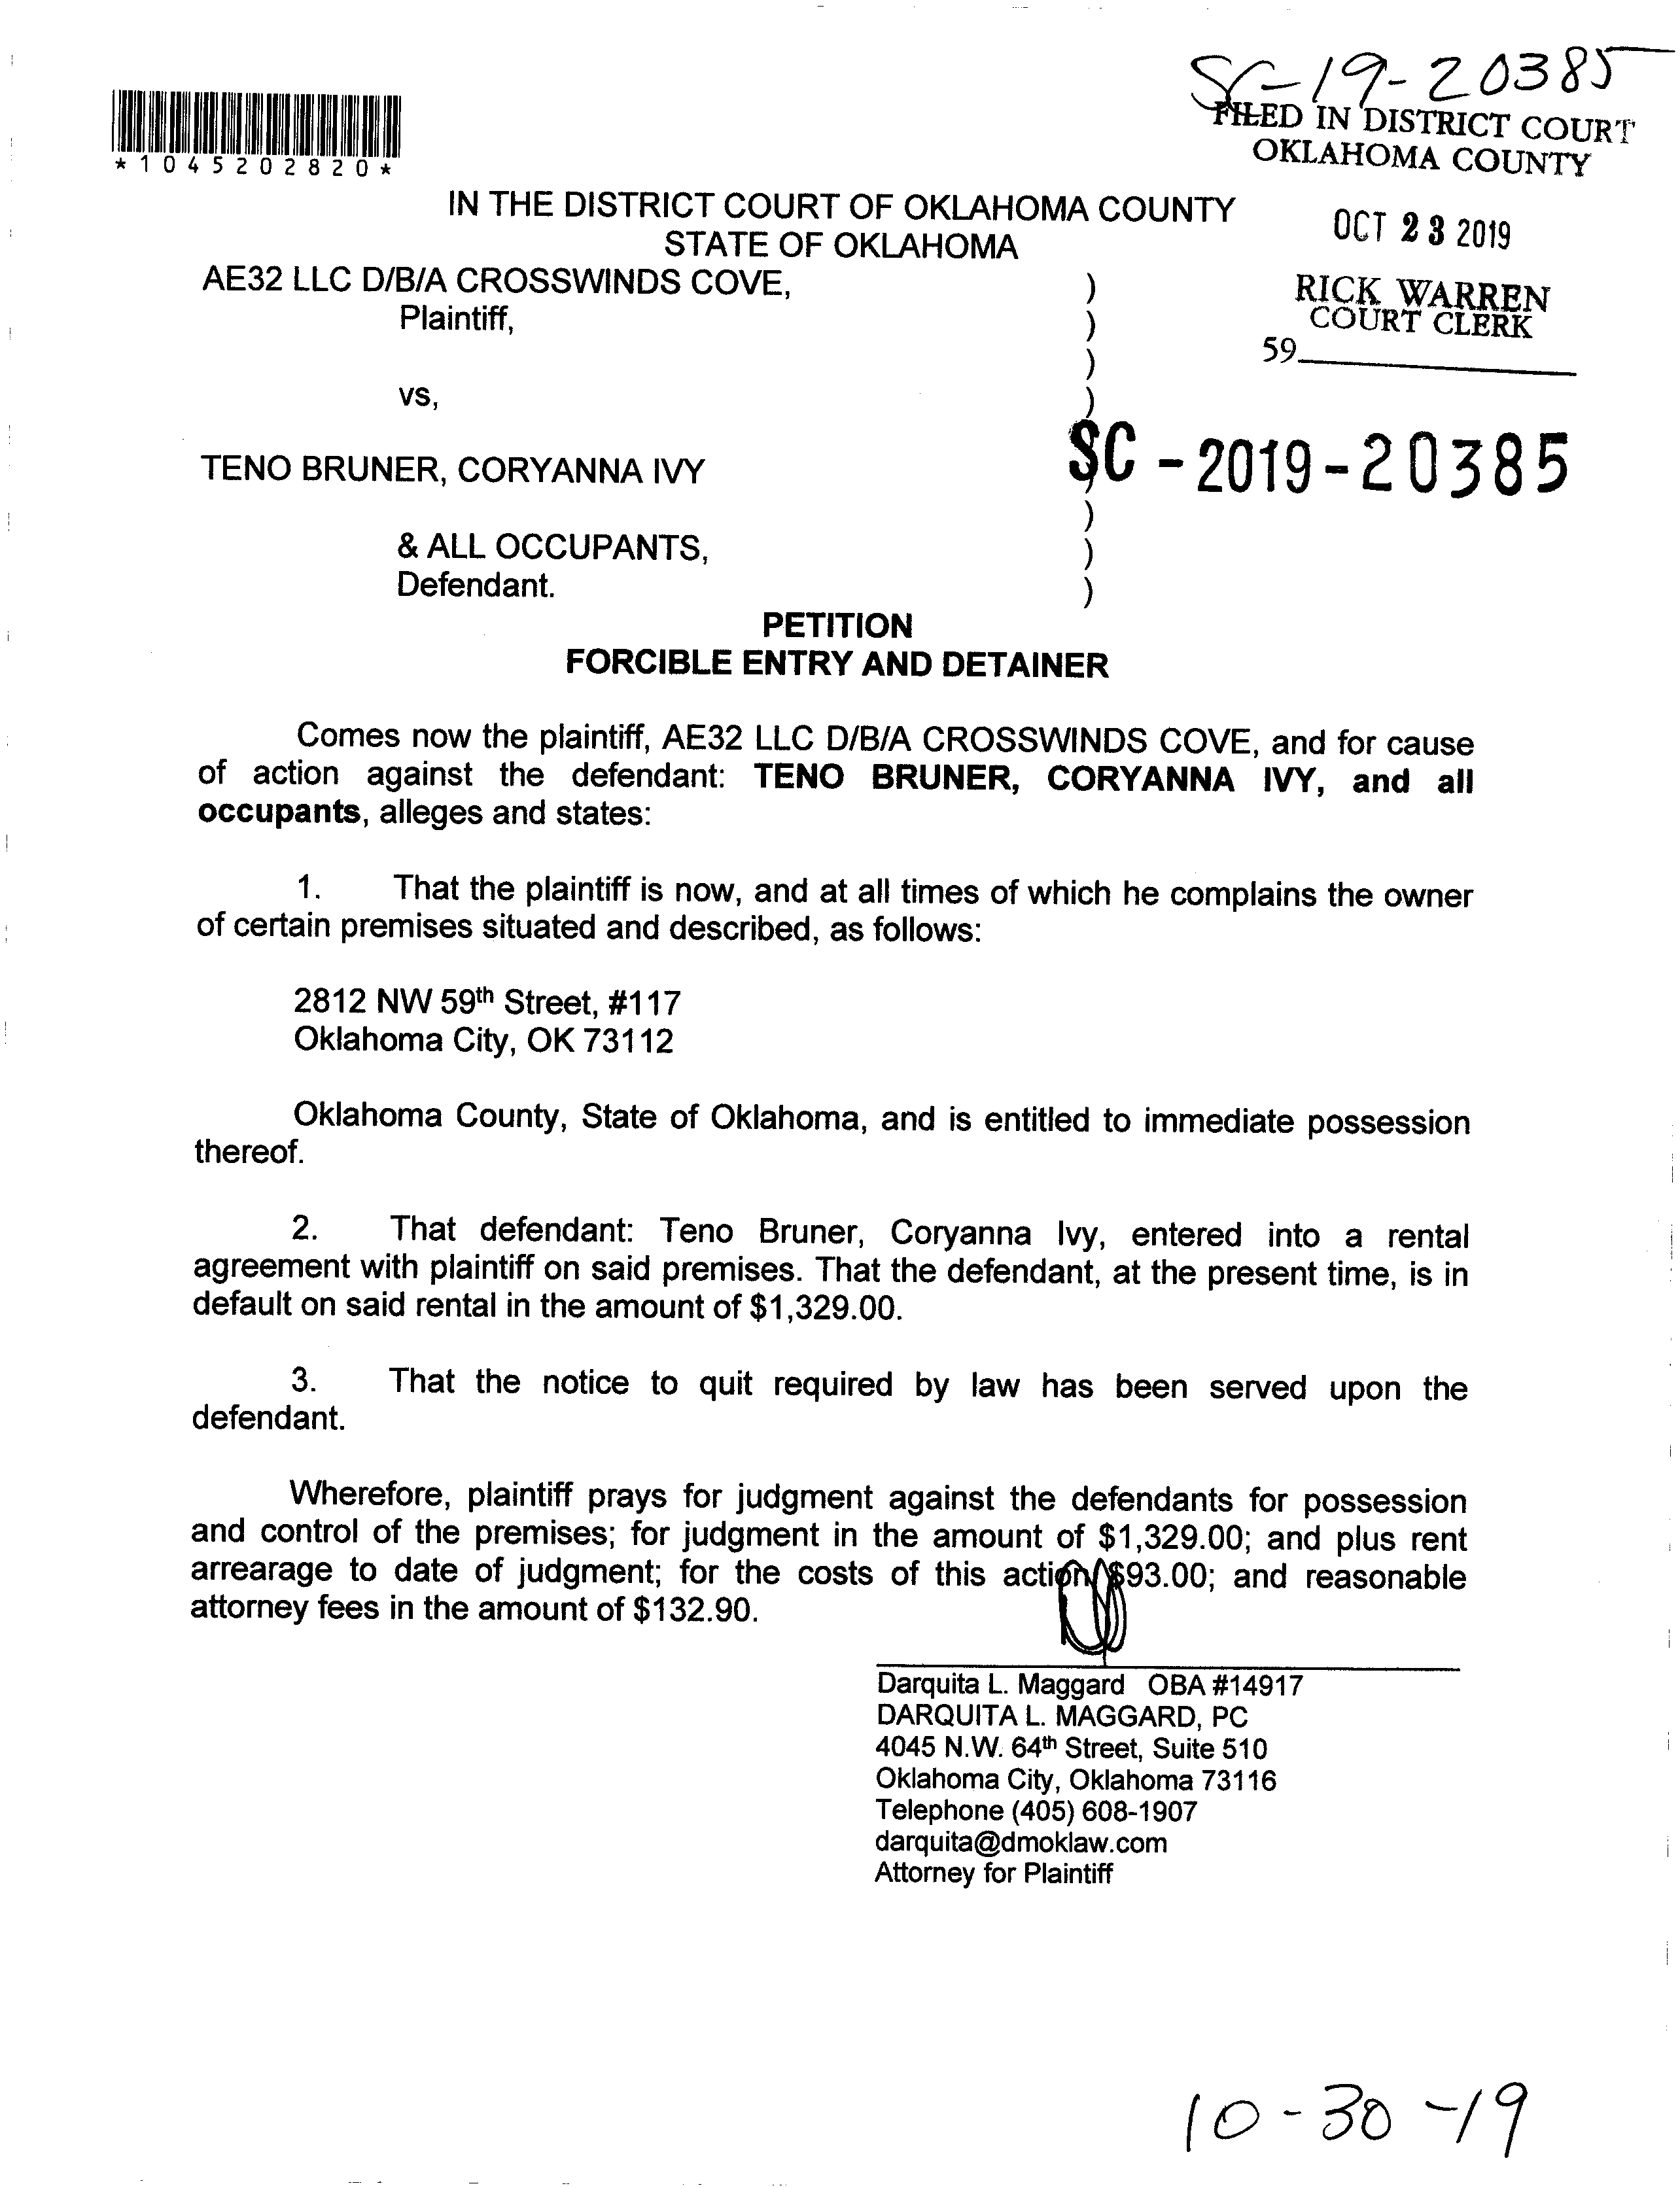 SC-19-20385
FILED IN DISTRICT COURT
OKLAHOMA COUNTY
*1045202820*
IN THE DISTRICT COURT OF OKLAHOMA COUNTY
STATE OF OKLAHOMA
OCT 23 2019
AE32 LLC D/B/A CROSSWINDS COVE, )
Plaintiff, )
)
RICK WARREN
COURT CLERK
59
vs, )
TENO BRUNER, CORYANNA IVY )
SC - 2019 - 20385
)
& ALL OCCUPANTS, )
Defendant. )
PETITION
FORCIBLE ENTRY AND DETAINER
Comes now the plaintiff, AE32 LLC D/B/A CROSSWINDS COVE, and for cause
of action against the defendant: TENO BRUNER, CORYANNA IVY, and all
occupants, alleges and states:
1. That the plaintiff is now, and at all times of which he complains the owner
of certain premises situated and described, as follows:
2812 NW 59th Street, #117
Oklahoma City, OK 73112
Oklahoma County, State of Oklahoma, and is entitled to immediate possession
thereof.
2. That defendant: Teno Bruner, Coryanna Ivy, entered into a rental
agreement with plaintiff on said premises. That the defendant, at the present time, is in
default on said rental in the amount of $1,329.00.
3. That the notice to quit required by law has been served upon the
defendant.
Wherefore, plaintiff prays for judgment against the defendants for possession
and control of the premises; for judgment in the amount of $1,329.00; and plus rent
arrearage to date of judgment; for the costs of this action $93.00; and reasonable
attorney fees in the amount of $132.90.
Darquita L. Maggard OBA #14917
DARQUITA L. MAGGARD, PC
4045 N.W. 64th Street, Suite 510
Oklahoma City, Oklahoma 73116
Telephone (405) 608-1907
darquita@dmoklaw.com
Attorney for Plaintiff
10-30-19